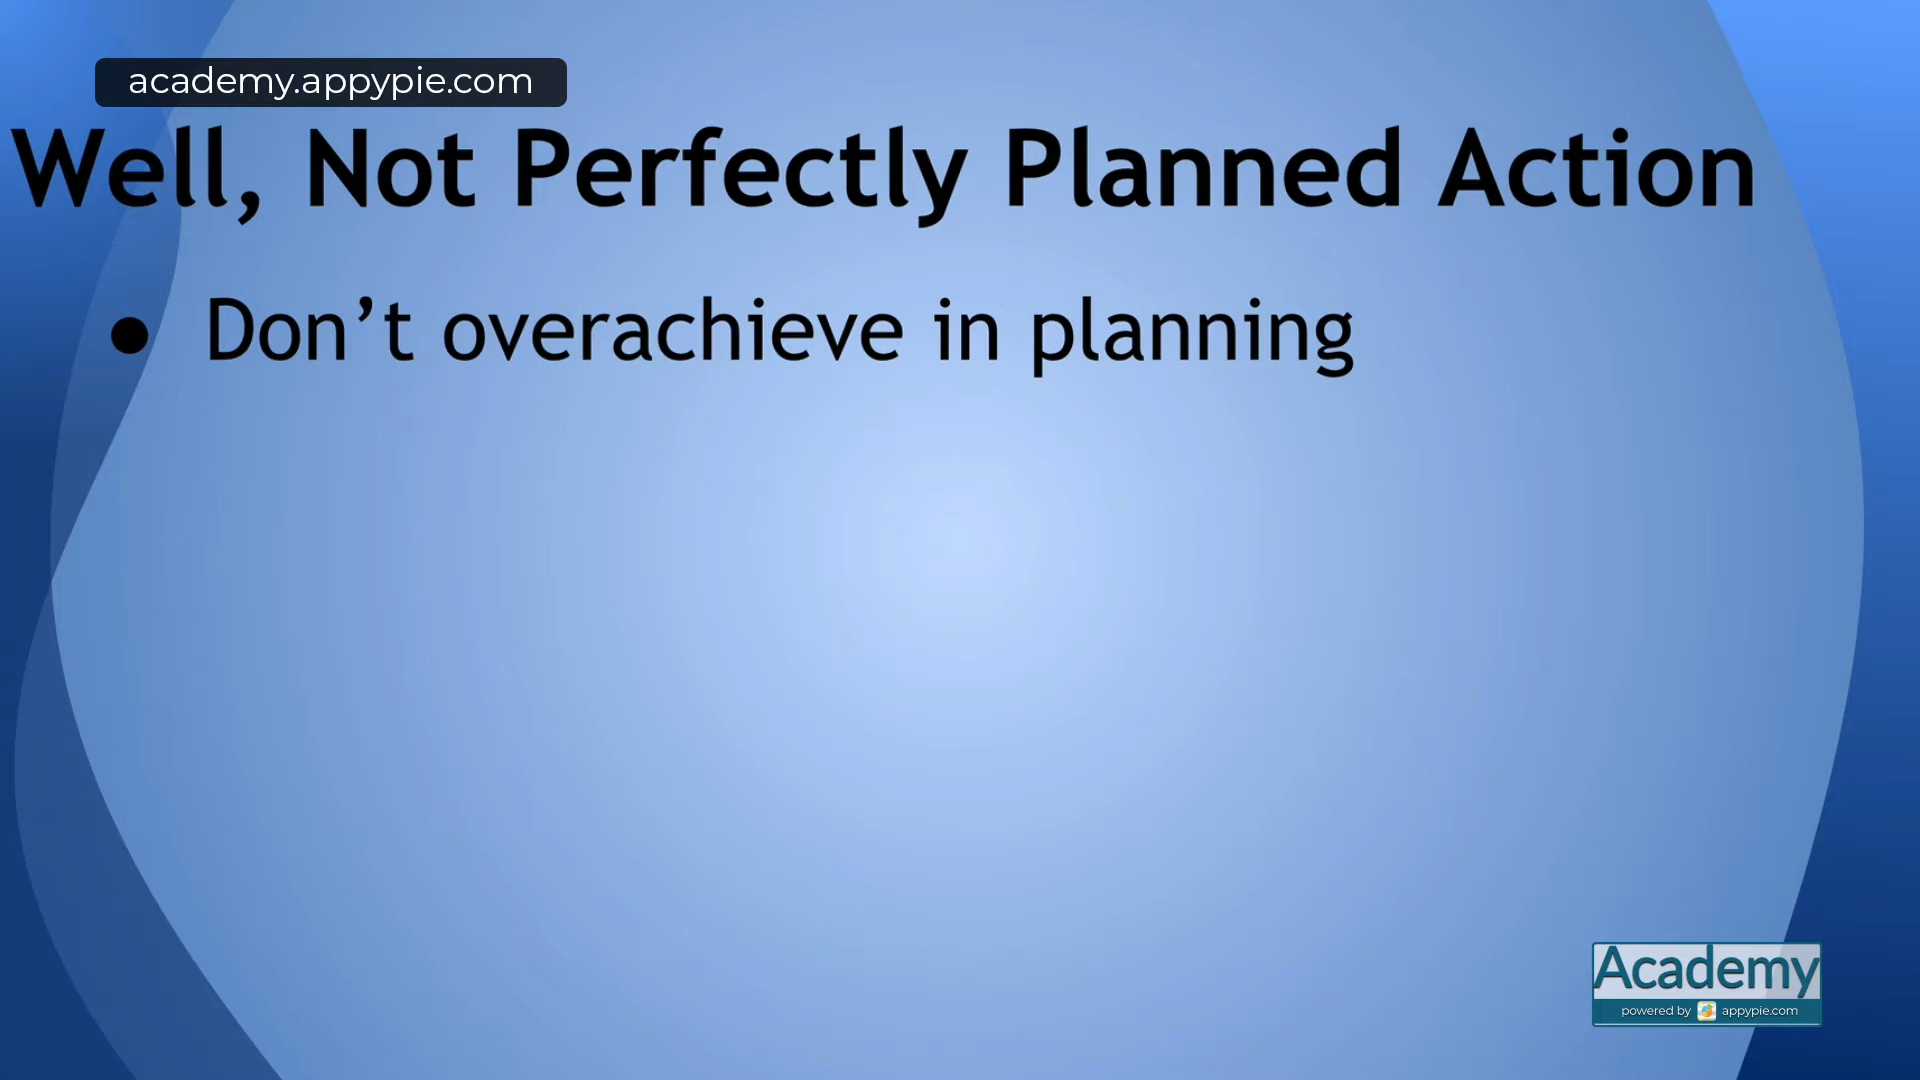 academy.appypie.com
Well, Not Perfectly Planned Action
● Don’t overachieve in planning
Academy
powered by appypie.com